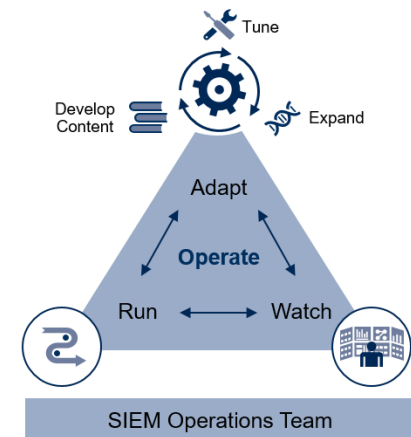 Tune
Develop
Content
Expand
Adapt
Operate
Run
Watch
SIEM Operations Team